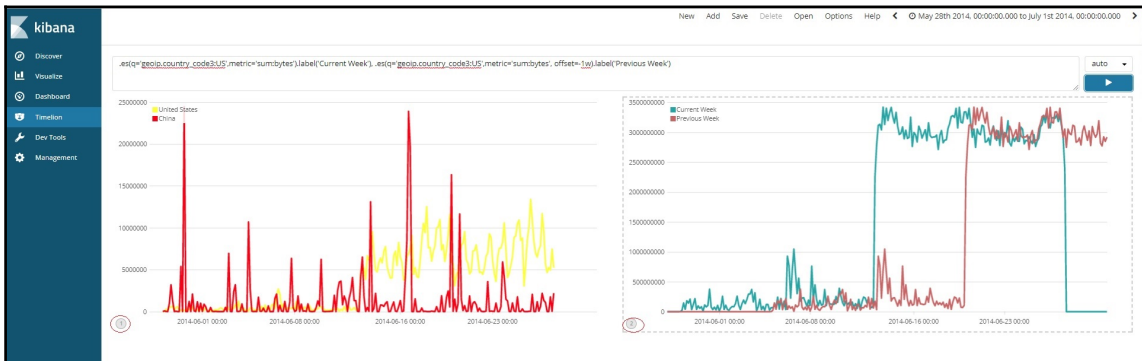 kibana
New Add Save Delete Open Options Help May 28th 2014, 00:00:00.000 to July 1st 2014, 00:00:00.000
Discover
Visualize
Dashboard
Timelion
Dev Tools
Management
.es(q='geoip.country_code3:US',metric='sum:bytes').label('Current Week'), .es(q='geoip.country_code3:US',metric='sum:bytes', offset=-1w).label('Previous Week')
auto
25000000
20000000
15000000
10000000
5000000
0
United States
China
2014-06-01 00:00 2014-06-08 00:00 2014-06-16 00:00 2014-06-23 00:00
1
3500000000
3000000000
2500000000
2000000000
1500000000
1000000000
500000000
0
Current Week
Previous Week
2014-06-01 00:00 2014-06-08 00:00 2014-06-16 00:00 2014-06-23 00:00
2